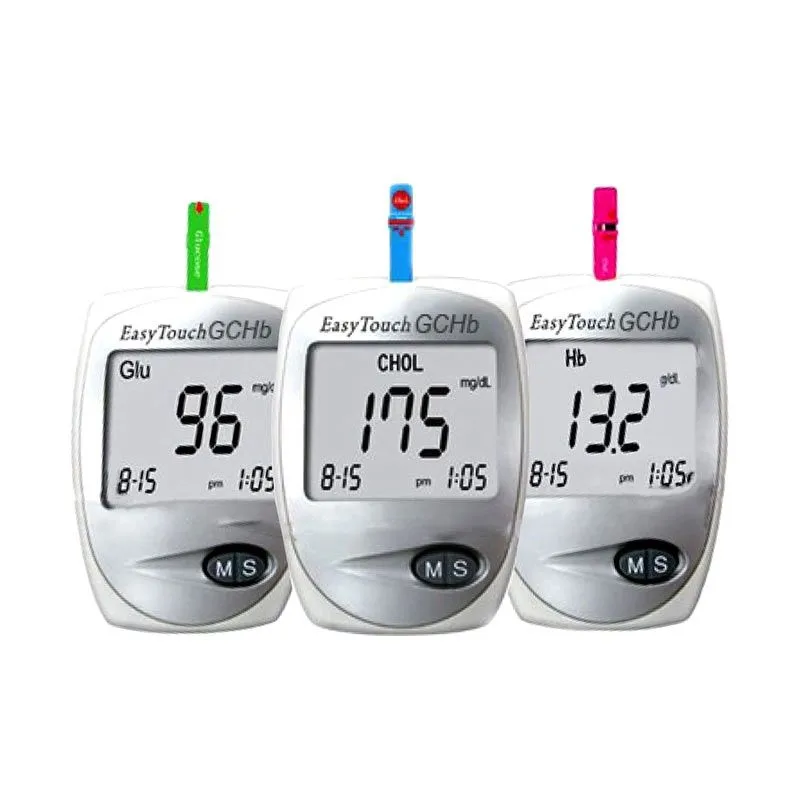 Glucose
EasyTouch GCHb
Glu
96 mg/dL
8-15 pm 1:05
M S
EasyTouch GCHb
CHOL
175 mg/dL
8-15 pm 1:05
M S
EasyTouch GCHb
Hb
13.2 g/dL
8-15 pm 1:05
M S